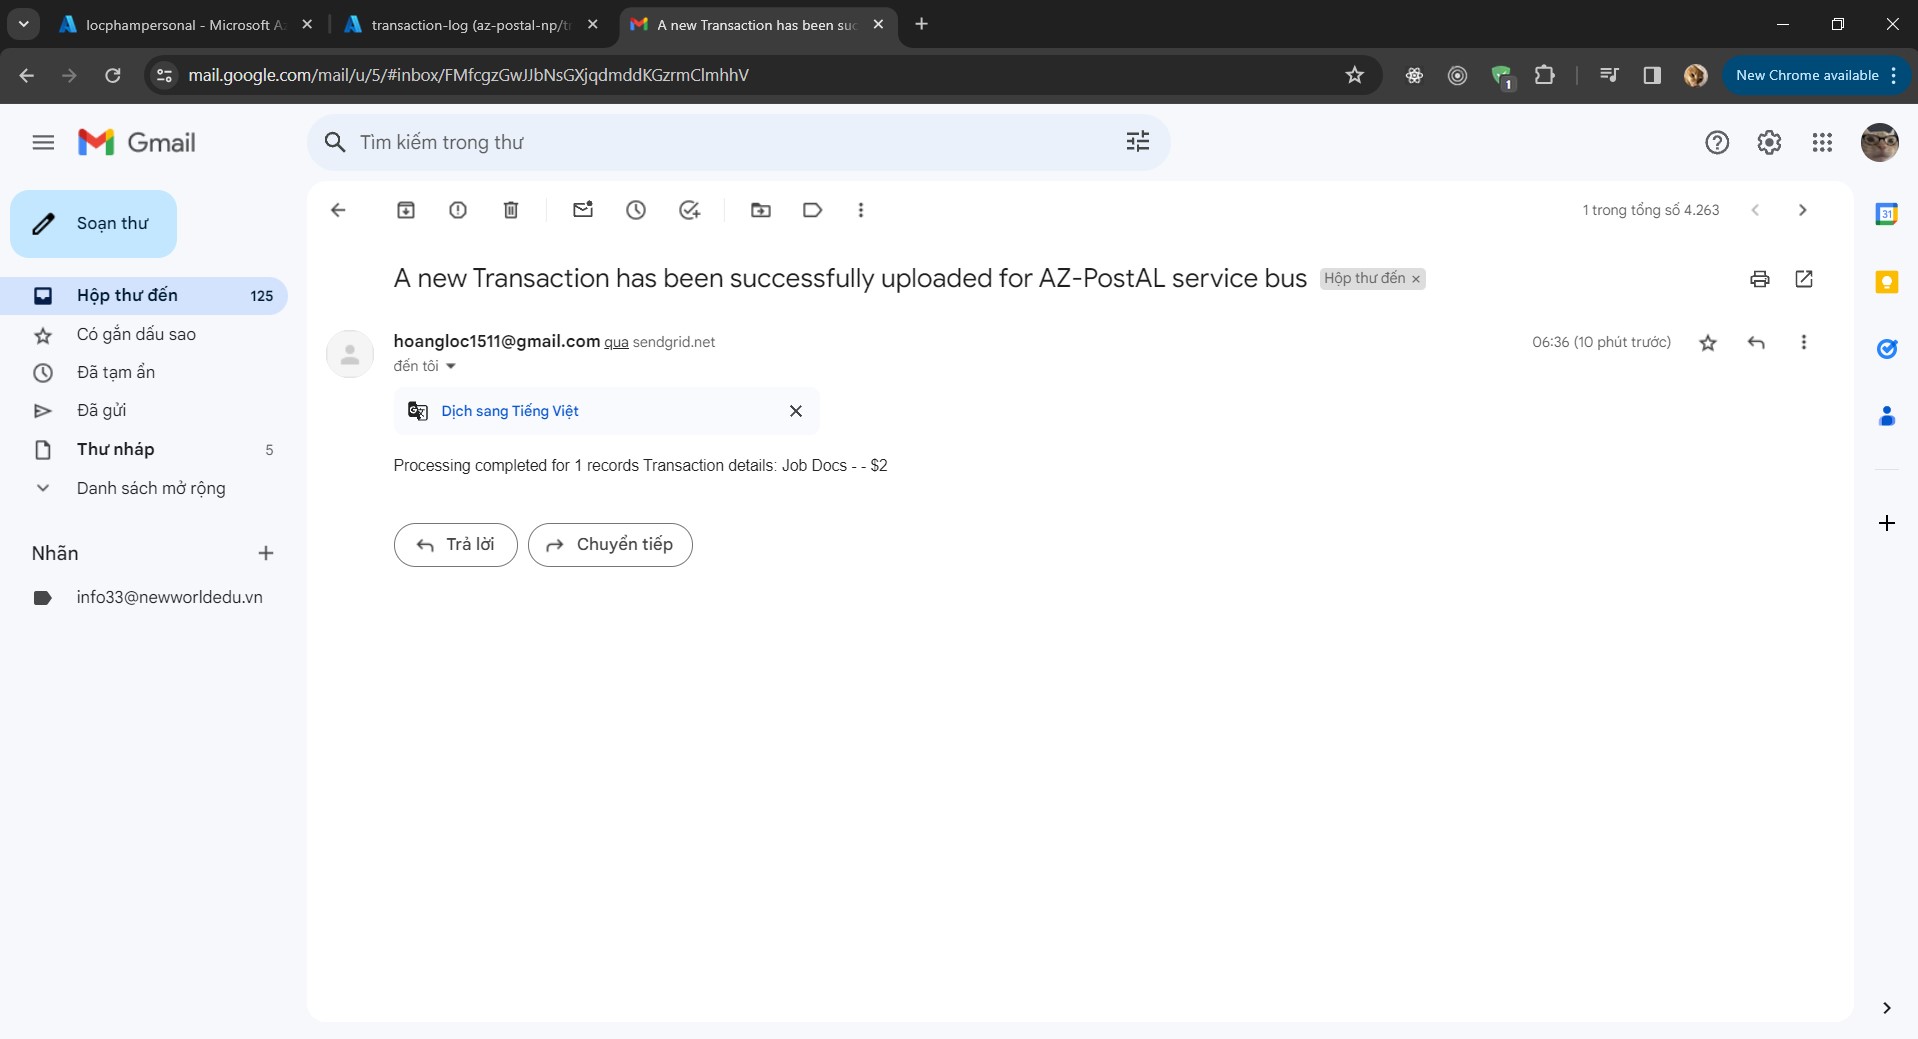 locphampersonal - Microsoft A
transaction-log (az-postal-np/t
A new Transaction has been suc
mail.google.com/mail/u/5/#inbox/FMfcgzGwJJbNsGXjqdmddKGzrmClmhhV
1
New Chrome available
Gmail
Tìm kiếm trong thư
Soạn thư
1 trong tổng số 4.263
31
A new Transaction has been successfully uploaded for AZ-PostAL service bus
Hộp thư đến ×
Hộp thư đến 125
Có gắn dấu sao
Đã tạm ẩn
Đã gửi
Thư nháp 5
Danh sách mở rộng
Nhãn
info33@newworldedu.vn
hoangloc1511@gmail.com qua sendgrid.net
06:36 (10 phút trước)
đến tôi
Dịch sang Tiếng Việt
Processing completed for 1 records Transaction details: Job Docs - - $2
Trả lời
Chuyển tiếp